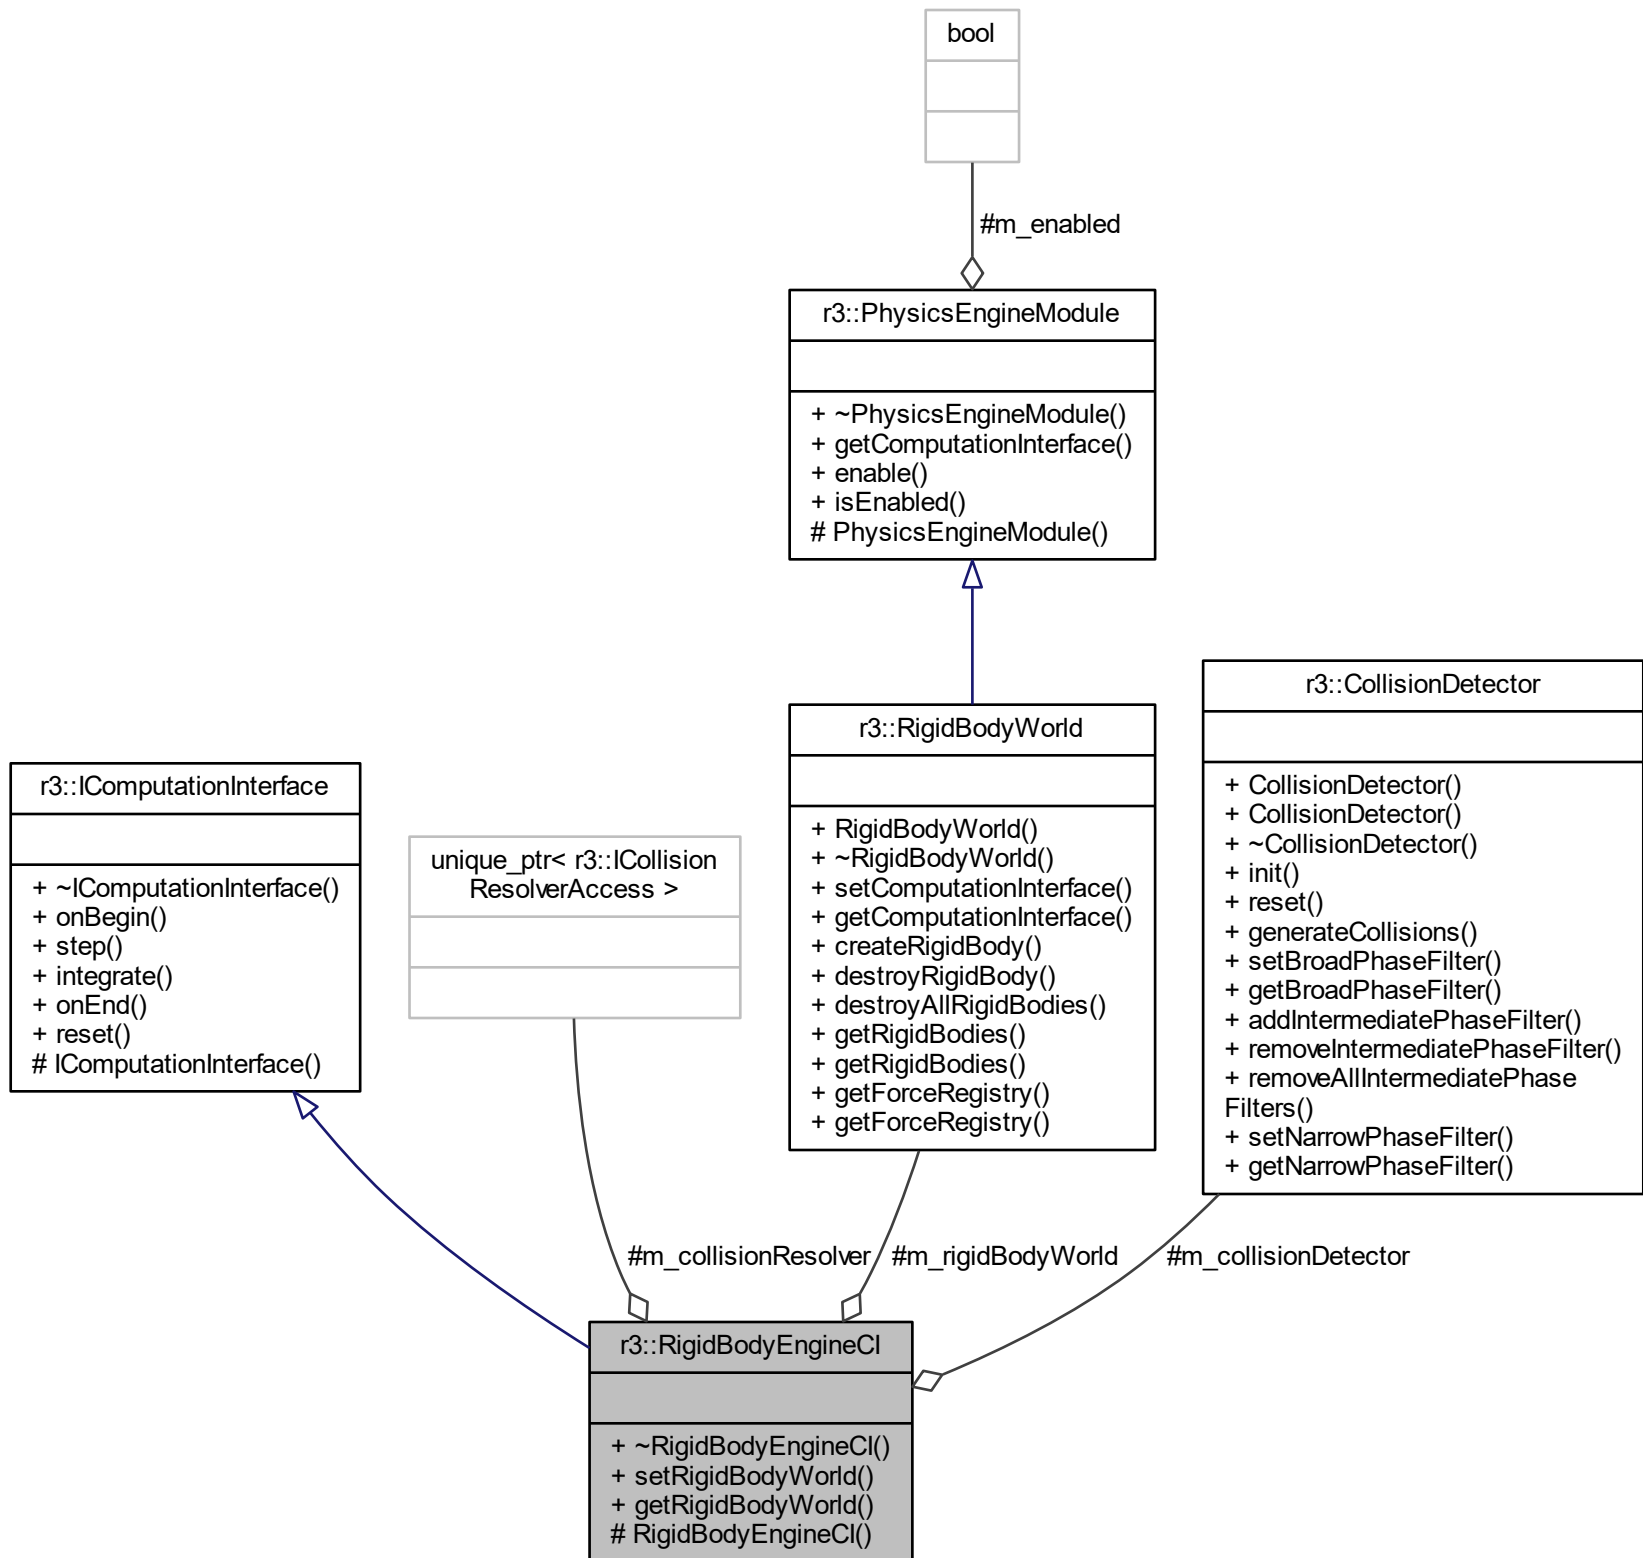 bool
#m_enabled
r3::PhysicsEngineModule
+ ~PhysicsEngineModule()
+ getComputationInterface()
+ enable()
+ isEnabled()
# PhysicsEngineModule()
r3::RigidBodyWorld
+ RigidBodyWorld()
+ ~RigidBodyWorld()
+ setComputationInterface()
+ getComputationInterface()
+ createRigidBody()
+ destroyRigidBody()
+ destroyAllRigidBodies()
+ getRigidBodies()
+ getRigidBodies()
+ getForceRegistry()
+ getForceRegistry()
r3::CollisionDetector
+ CollisionDetector()
+ CollisionDetector()
+ ~CollisionDetector()
+ init()
+ reset()
+ generateCollisions()
+ setBroadPhaseFilter()
+ getBroadPhaseFilter()
+ addIntermediatePhaseFilter()
+ removeIntermediatePhaseFilter()
+ removeAllIntermediatePhase
Filters()
+ setNarrowPhaseFilter()
+ getNarrowPhaseFilter()
r3::IComputationInterface
+ ~IComputationInterface()
+ onBegin()
+ step()
+ integrate()
+ onEnd()
+ reset()
# IComputationInterface()
unique_ptr< r3::ICollision
ResolverAccess >
#m_collisionResolver
#m_rigidBodyWorld
#m_collisionDetector
r3::RigidBodyEngineCI
+ ~RigidBodyEngineCI()
+ setRigidBodyWorld()
+ getRigidBodyWorld()
# RigidBodyEngineCI()